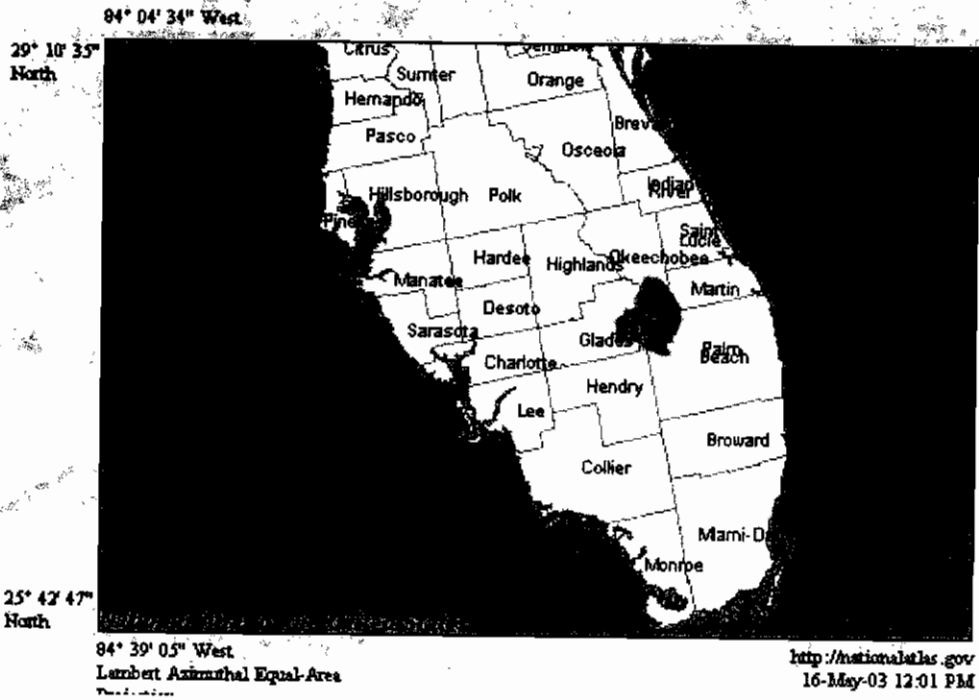 84° 04' 34" West
29° 10' 35"
North
Citrus
Sumter
Orange
Hernando
Pasco
Brev
Osceola
Hillsborough
Polk
Indian
River
Pine
Saint
Lucie
Hardee
Highlands
Okeechobee
Manatee
Martin
Desoto
Sarasota
Glades
Palm
Beach
Charlotte
Hendry
Lee
Broward
Collier
Miami-Da
Monroe
25° 42' 47"
North
84° 39' 05" West
Lambert Azimuthal Equal-Area
http://nationalatlas.gov
16-May-03 12:01 PM